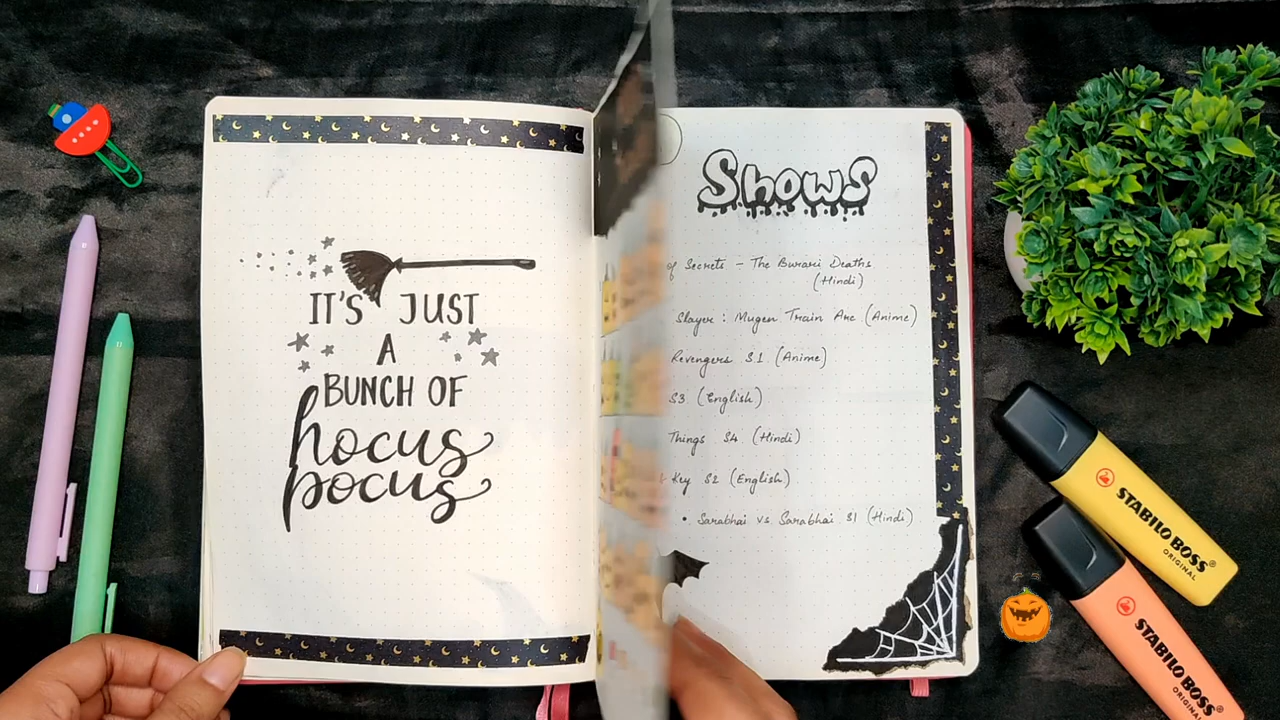 IT'S JUST
A
BUNCH OF
hocus
pocus
Shows
of Secrets - The Burari Deaths
(Hindi)
Slayer : Mugen Train Arc (Anime)
Revengers S1 (Anime)
S3 (English)
Things S4 (Hindi)
Key S2 (English)
• Sarabhai vs Sarabhai S1 (Hindi)
STABILO BOSS
ORIGINAL
STABILO BOSS
ORIGINAL